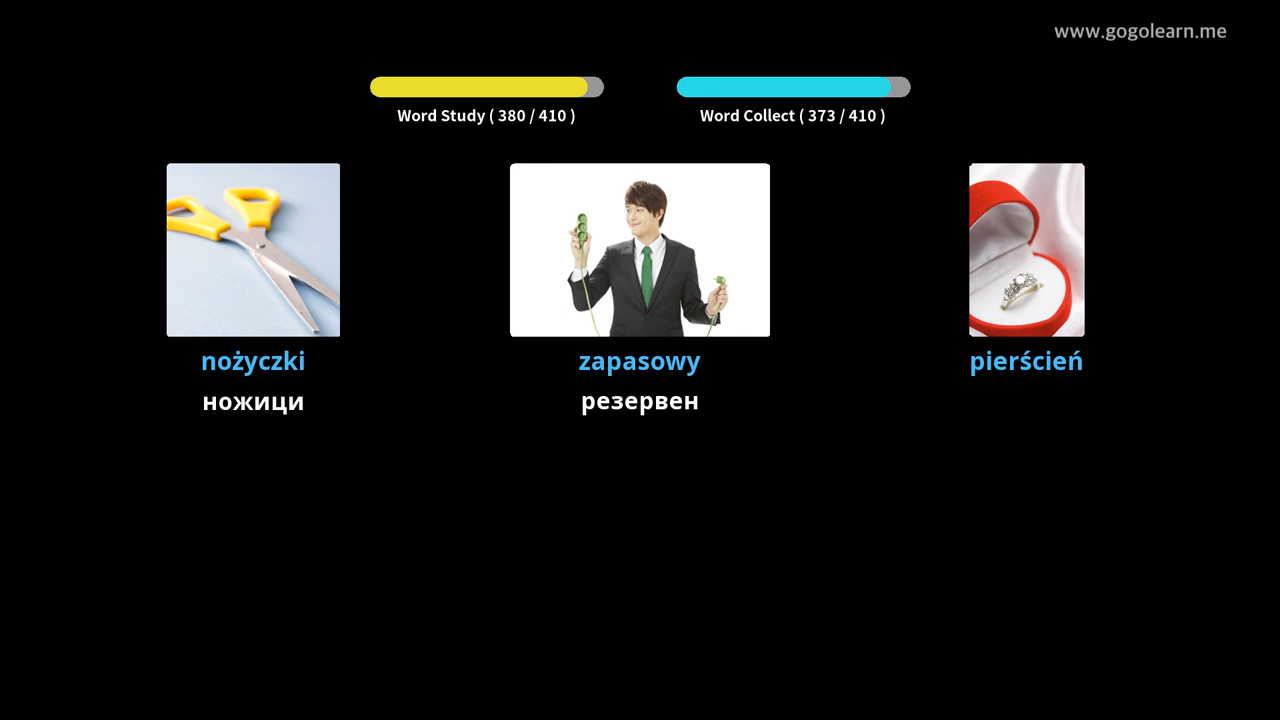 www.gogolearn.me
Word Study ( 380 / 410 )
Word Collect ( 373 / 410 )
nożyczki
ножици
zapasowy
резервен
pierścień